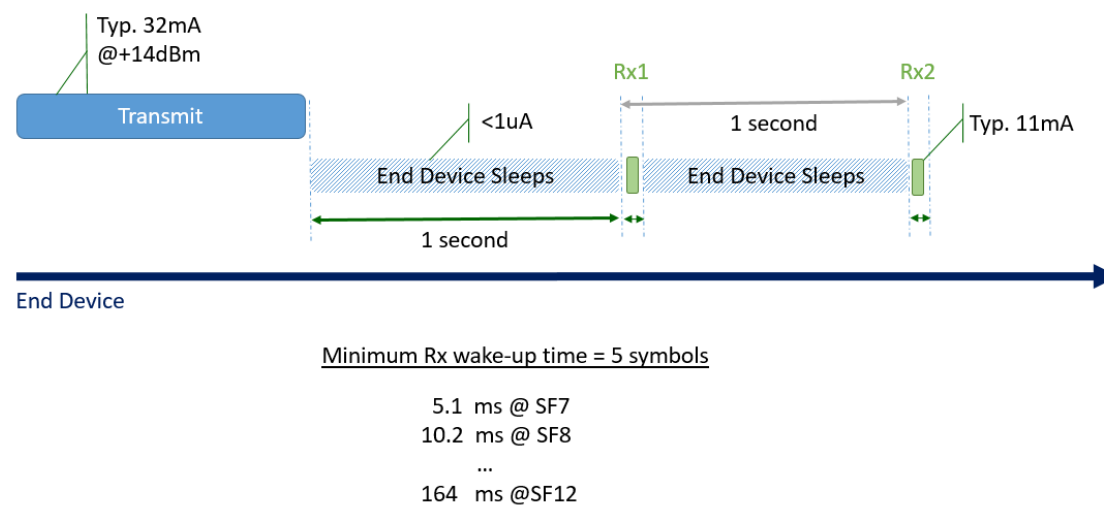 Typ. 32mA
@+14dBm
Transmit
<1uA
Rx1
Rx2
1 second
Typ. 11mA
End Device Sleeps
End Device Sleeps
1 second
End Device
Minimum Rx wake-up time = 5 symbols
5.1 ms @ SF7
10.2 ms @ SF8
...
164 ms @SF12